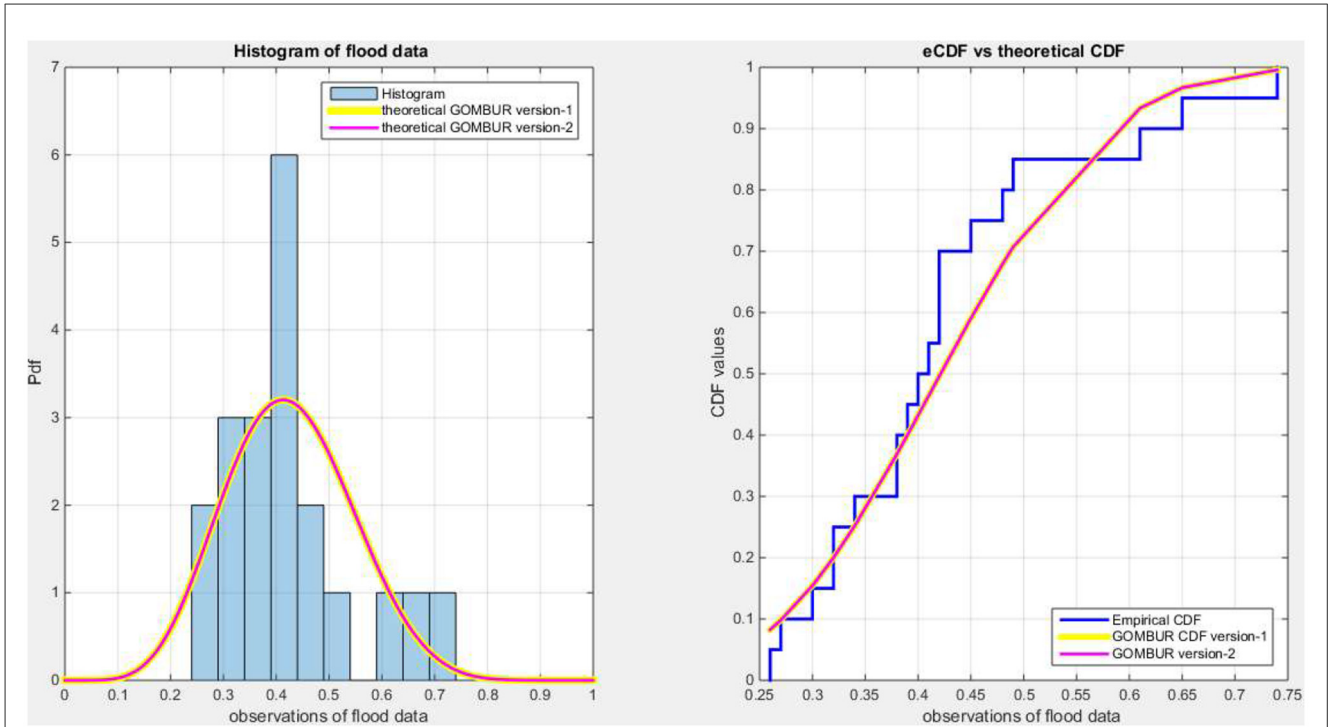 Histogram of flood data
7
6
5
4
3
2
1
0
Pdf
Histogram
theoretical GOMBUR version-1
theoretical GOMBUR version-2
0 0.1 0.2 0.3 0.4 0.5 0.6 0.7 0.8 0.9 1
observations of flood data
eCDF vs theoretical CDF
1
0.9
0.8
0.7
0.6
0.5
0.4
0.3
0.2
0.1
0
CDF values
Empirical CDF
GOMBUR CDF version-1
GOMBUR version-2
0.25 0.3 0.35 0.4 0.45 0.5 0.55 0.6 0.65 0.7 0.75
observations of flood data